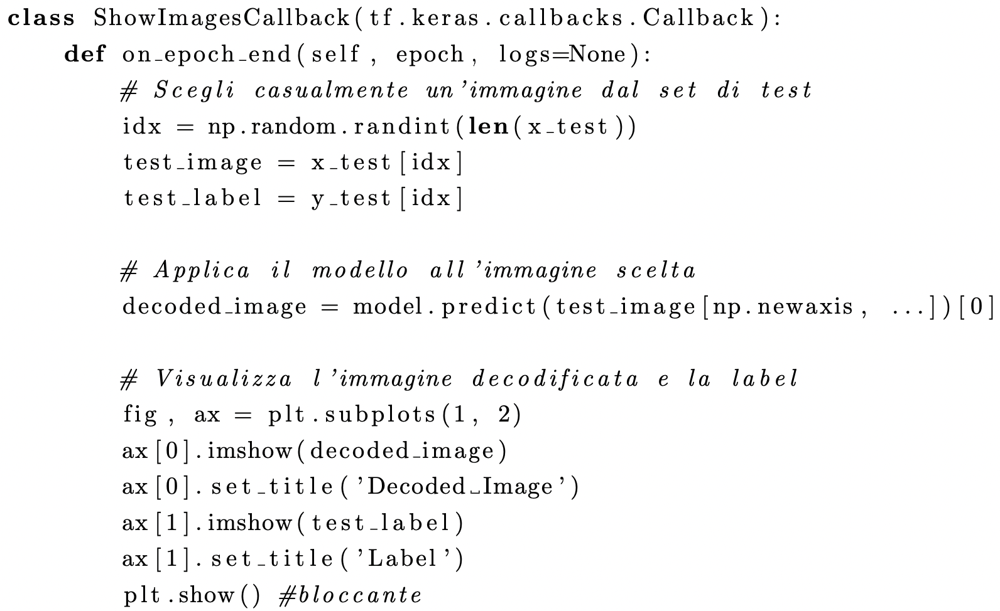 class ShowImagesCallback(tf.keras.callbacks.Callback):
    def on_epoch_end(self, epoch, logs=None):
        # Scegli casualmente un'immagine dal set di test
        idx = np.random.randint(len(x_test))
        test_image = x_test[idx]
        test_label = y_test[idx]

        # Applica il modello all'immagine scelta
        decoded_image = model.predict(test_image[np.newaxis, ...])[0]

        # Visualizza l'immagine decodificata e la label
        fig, ax = plt.subplots(1, 2)
        ax[0].imshow(decoded_image)
        ax[0].set_title('Decoded␣Image')
        ax[1].imshow(test_label)
        ax[1].set_title('Label')
        plt.show() #bloccante